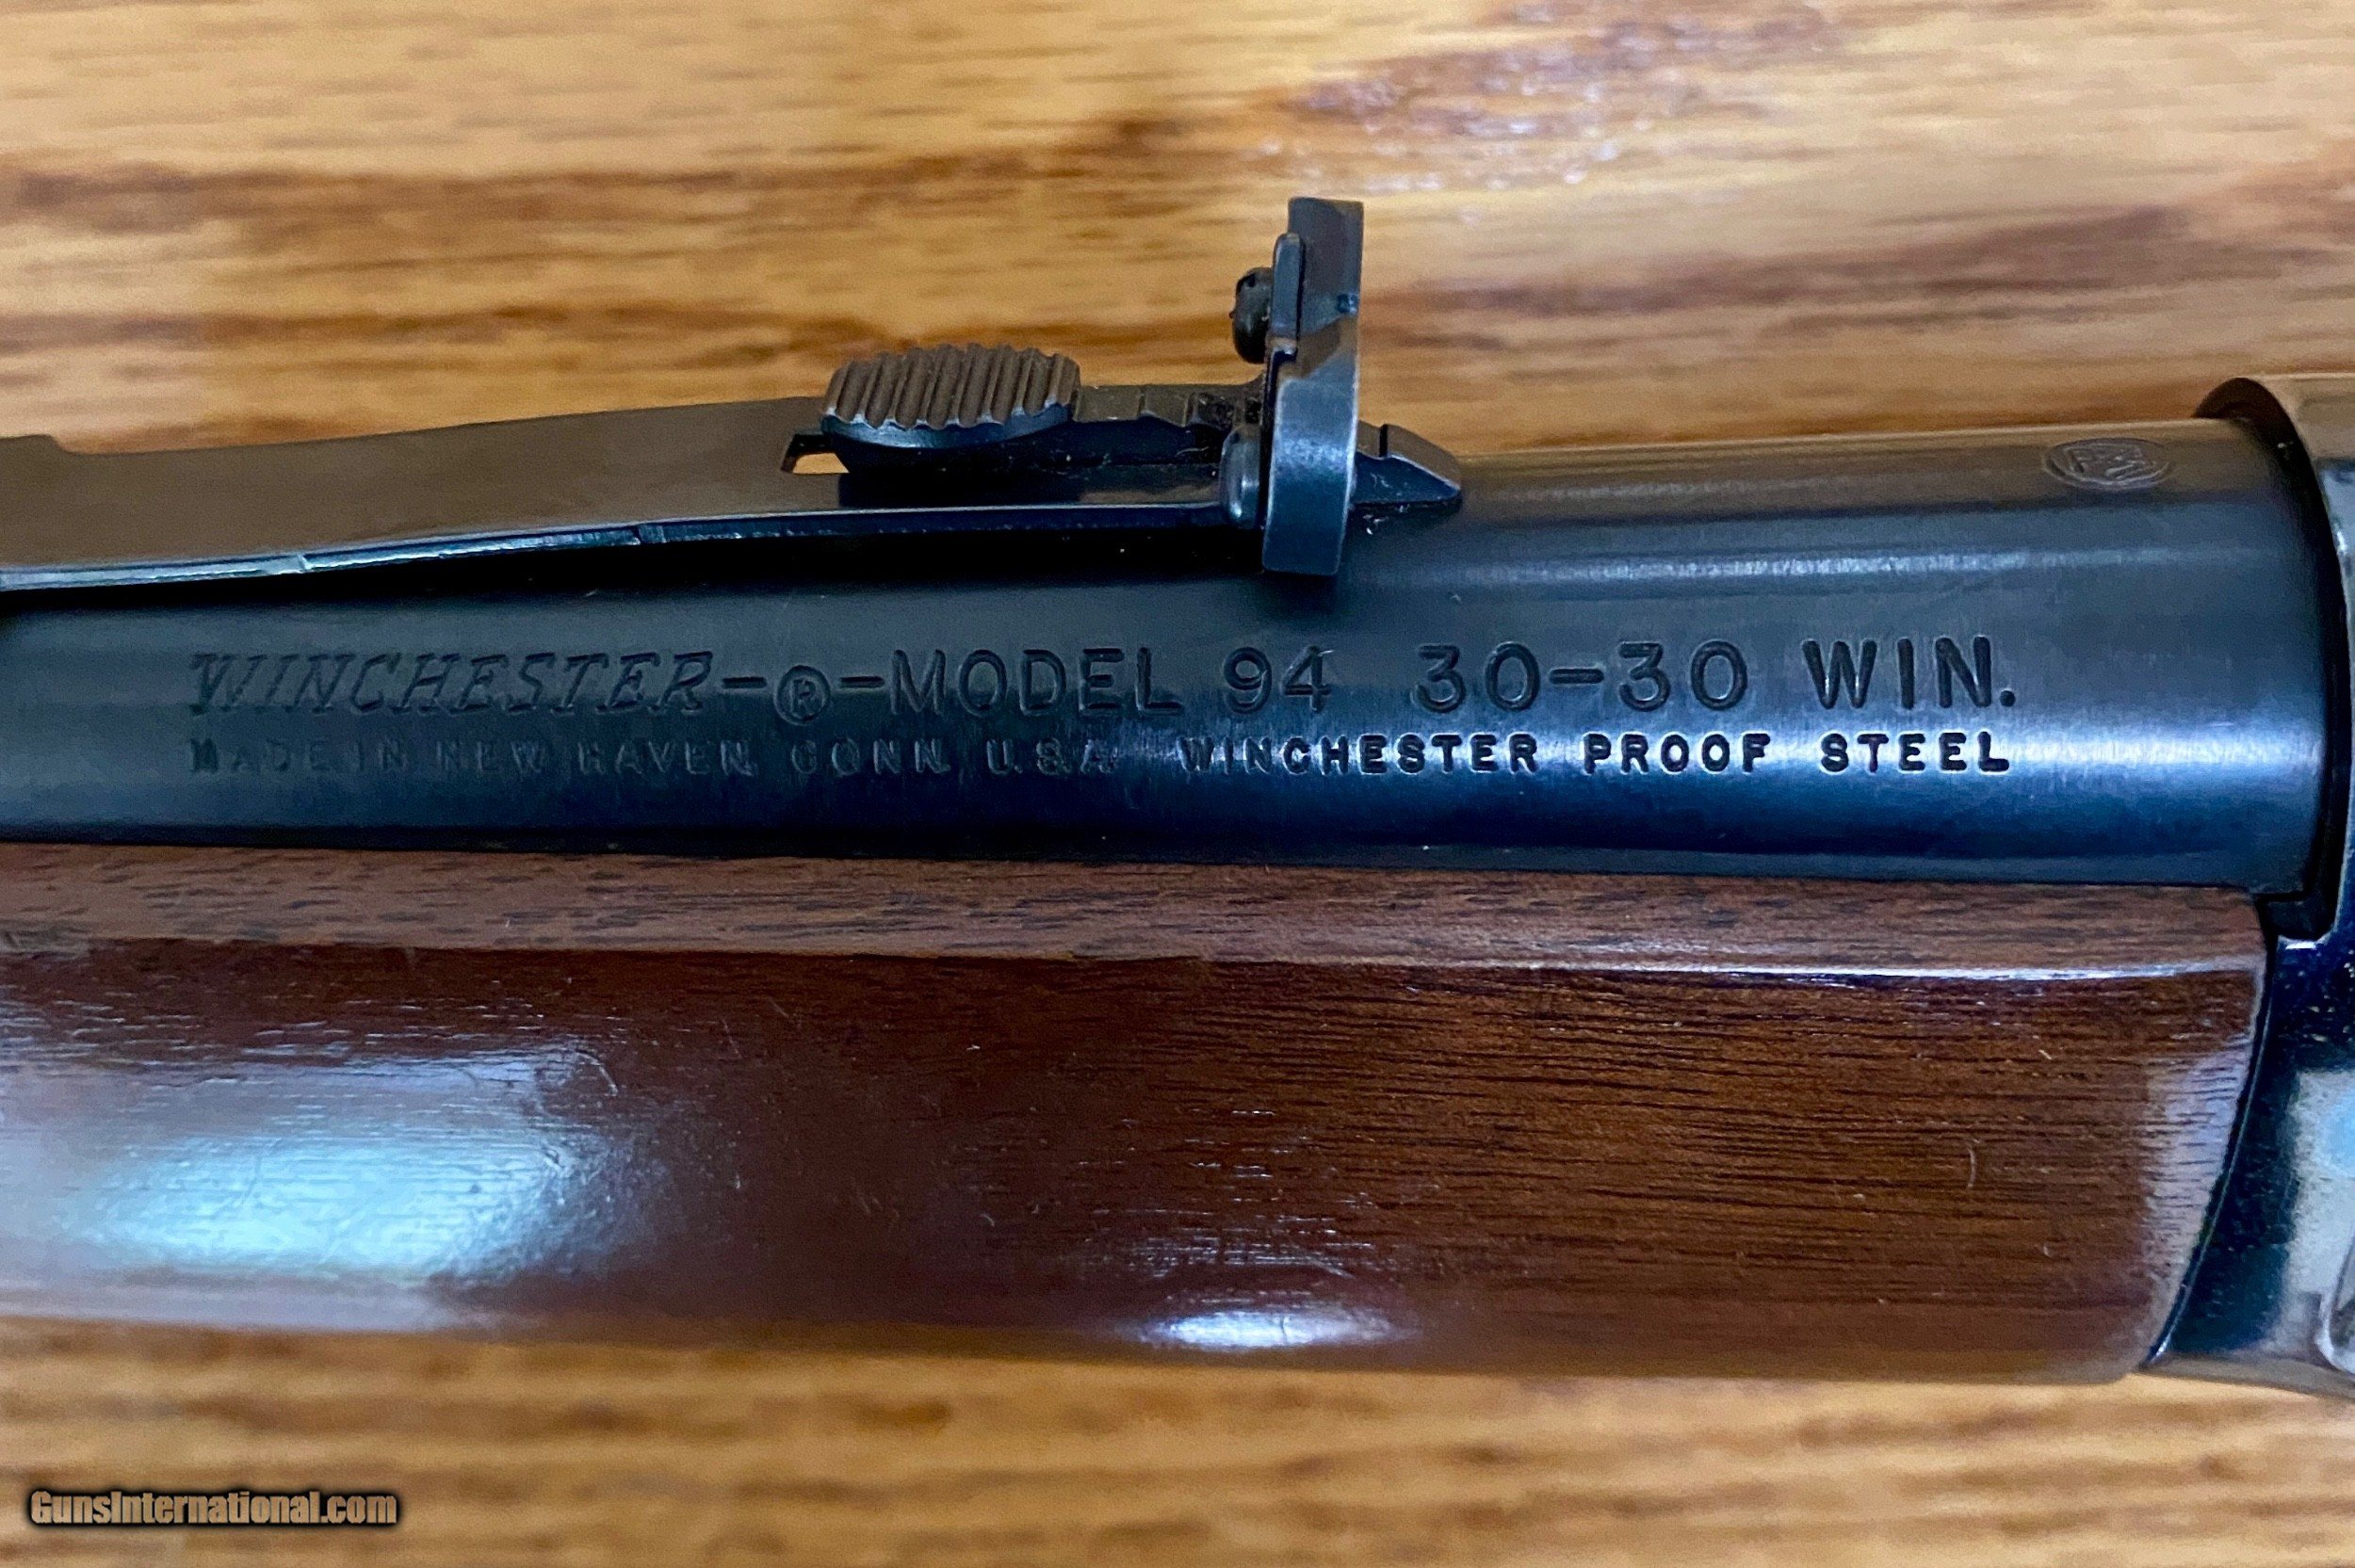 WINCHESTER-®-MODEL 94 30-30 WIN.
MADE IN NEW HAVEN, CONN. U.S.A. WINCHESTER PROOF STEEL
GunsInternational.com